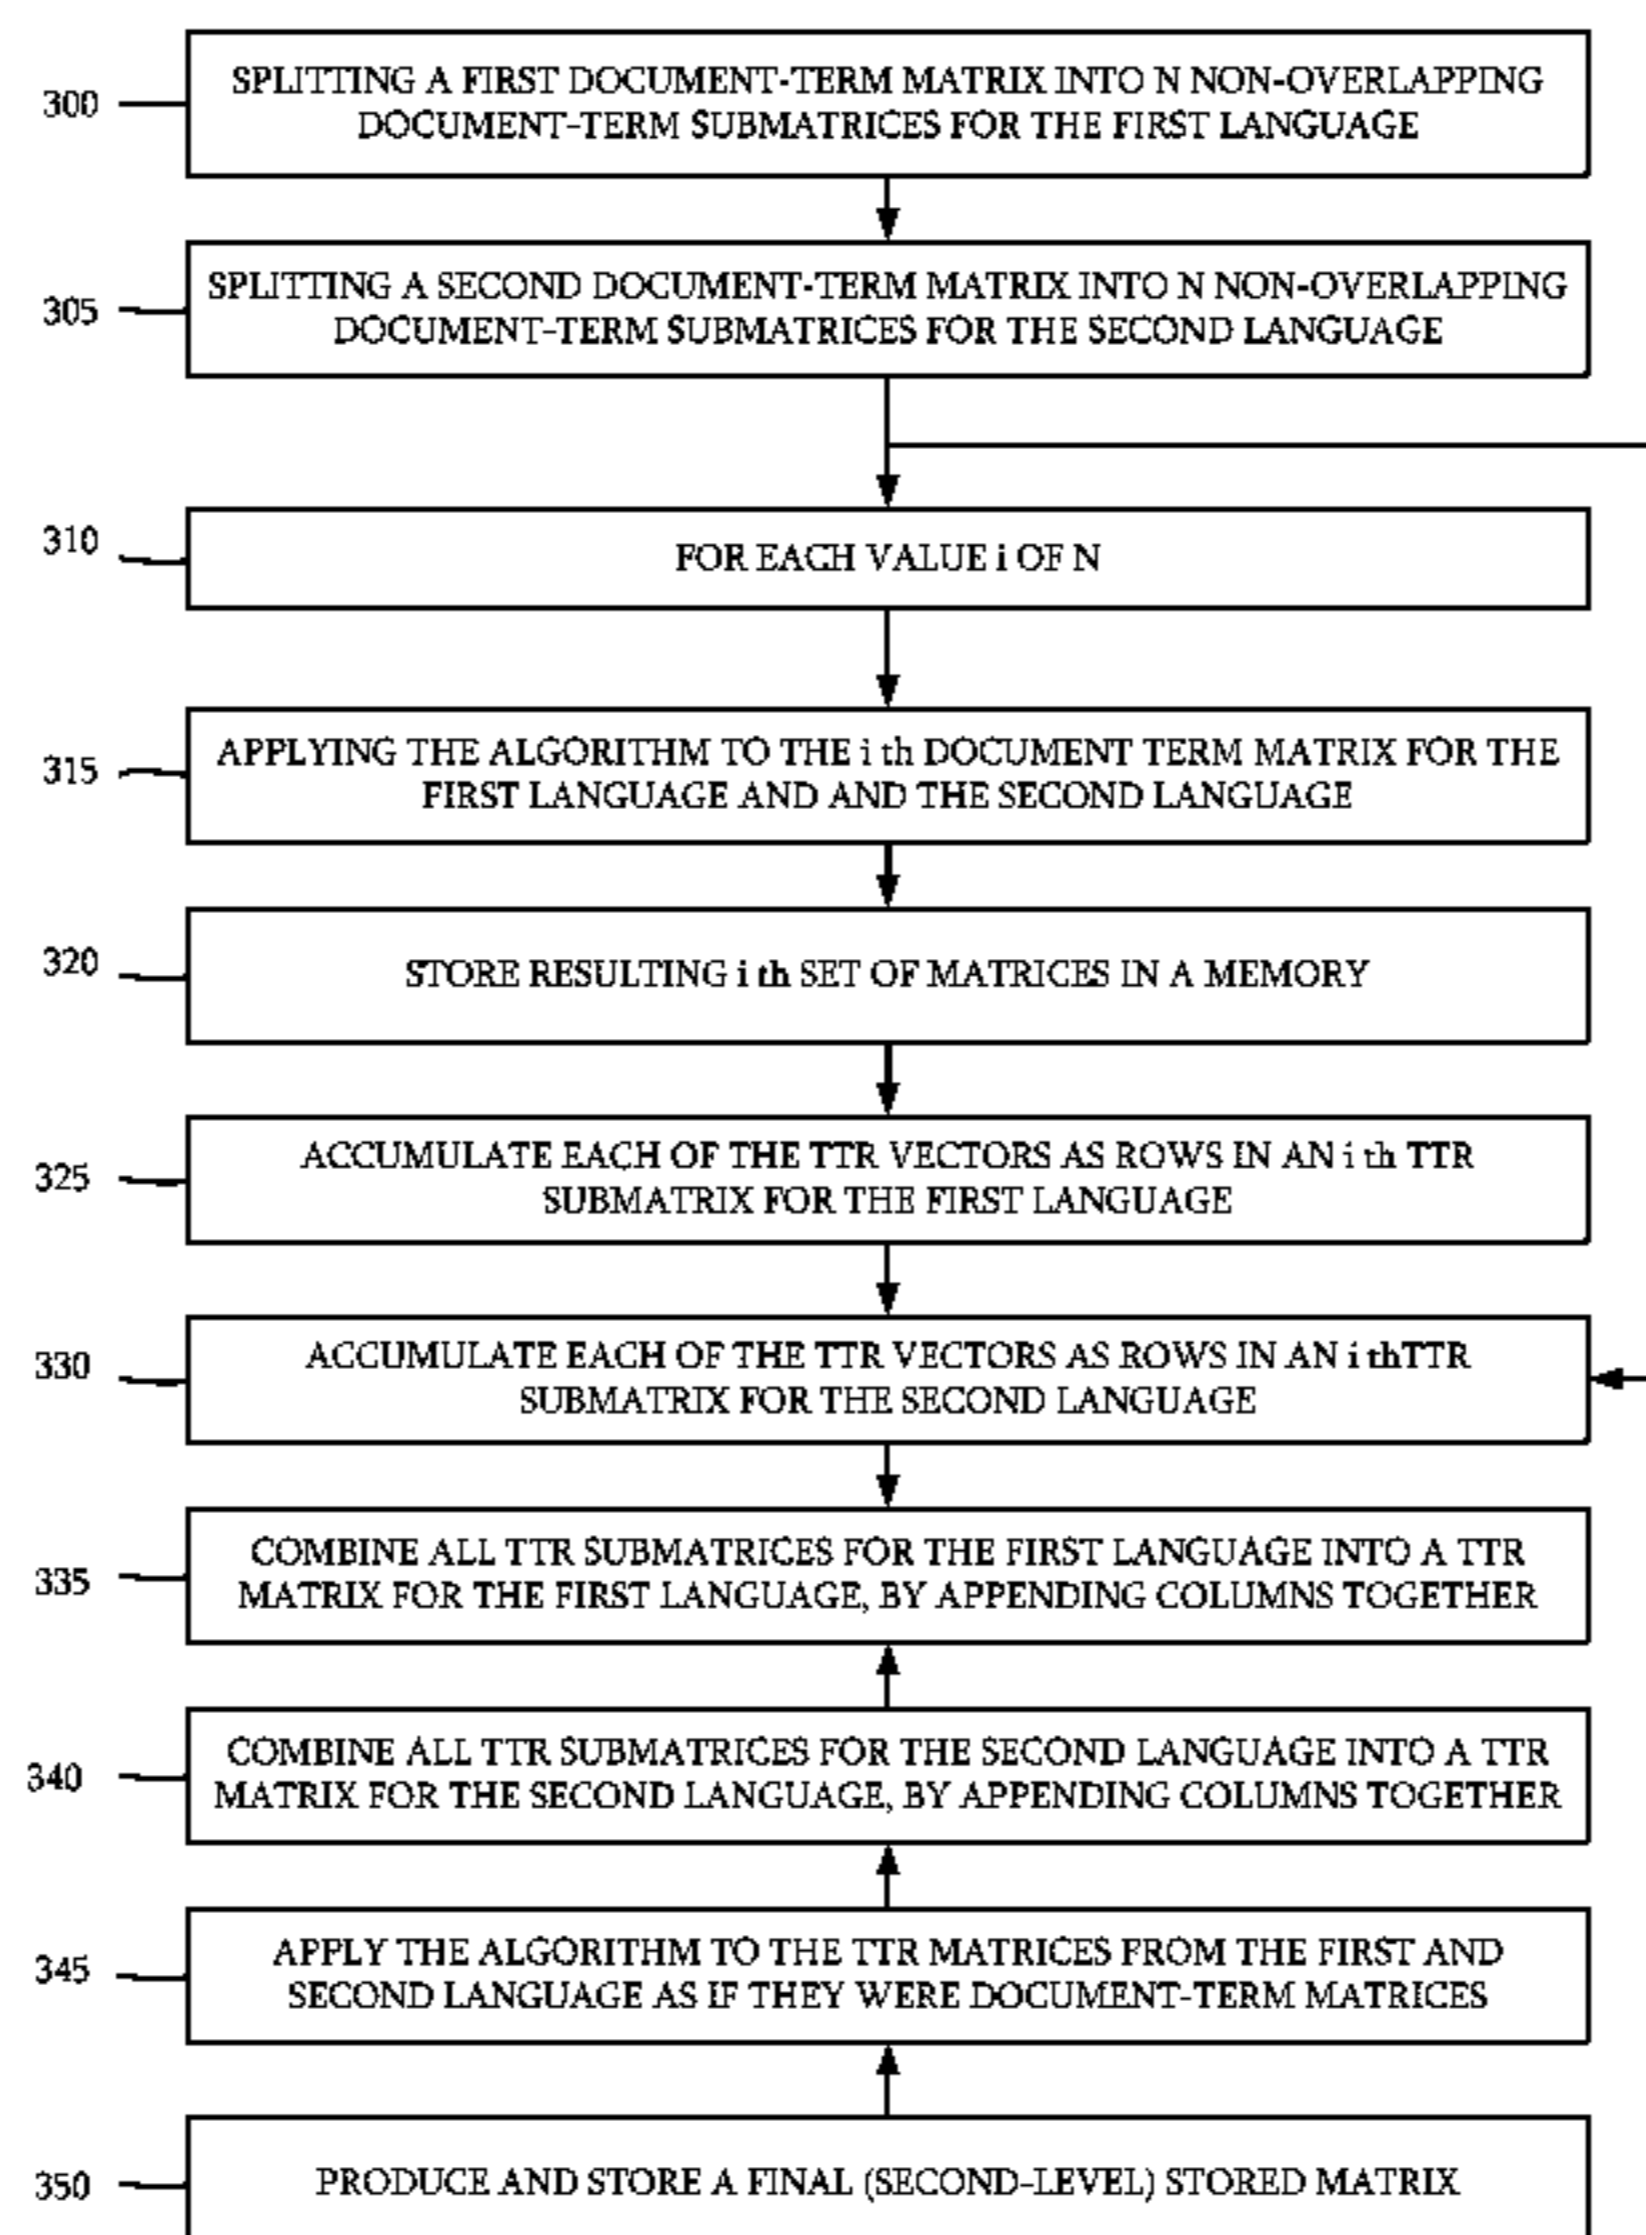 300
SPLITTING A FIRST DOCUMENT-TERM MATRIX INTO N NON-OVERLAPPING
DOCUMENT-TERM SUBMATRICES FOR THE FIRST LANGUAGE
305
SPLITTING A SECOND DOCUMENT-TERM MATRIX INTO N NON-OVERLAPPING
DOCUMENT-TERM SUBMATRICES FOR THE SECOND LANGUAGE
310
FOR EACH VALUE i OF N
315
APPLYING THE ALGORITHM TO THE i th DOCUMENT TERM MATRIX FOR THE
FIRST LANGUAGE AND AND THE SECOND LANGUAGE
320
STORE RESULTING i th SET OF MATRICES IN A MEMORY
325
ACCUMULATE EACH OF THE TTR VECTORS AS ROWS IN AN i th TTR
SUBMATRIX FOR THE FIRST LANGUAGE
330
ACCUMULATE EACH OF THE TTR VECTORS AS ROWS IN AN i thTTR
SUBMATRIX FOR THE SECOND LANGUAGE
335
COMBINE ALL TTR SUBMATRICES FOR THE FIRST LANGUAGE INTO A TTR
MATRIX FOR THE FIRST LANGUAGE, BY APPENDING COLUMNS TOGETHER
340
COMBINE ALL TTR SUBMATRICES FOR THE SECOND LANGUAGE INTO A TTR
MATRIX FOR THE SECOND LANGUAGE, BY APPENDING COLUMNS TOGETHER
345
APPLY THE ALGORITHM TO THE TTR MATRICES FROM THE FIRST AND
SECOND LANGUAGE AS IF THEY WERE DOCUMENT-TERM MATRICES
350
PRODUCE AND STORE A FINAL (SECOND-LEVEL) STORED MATRIX